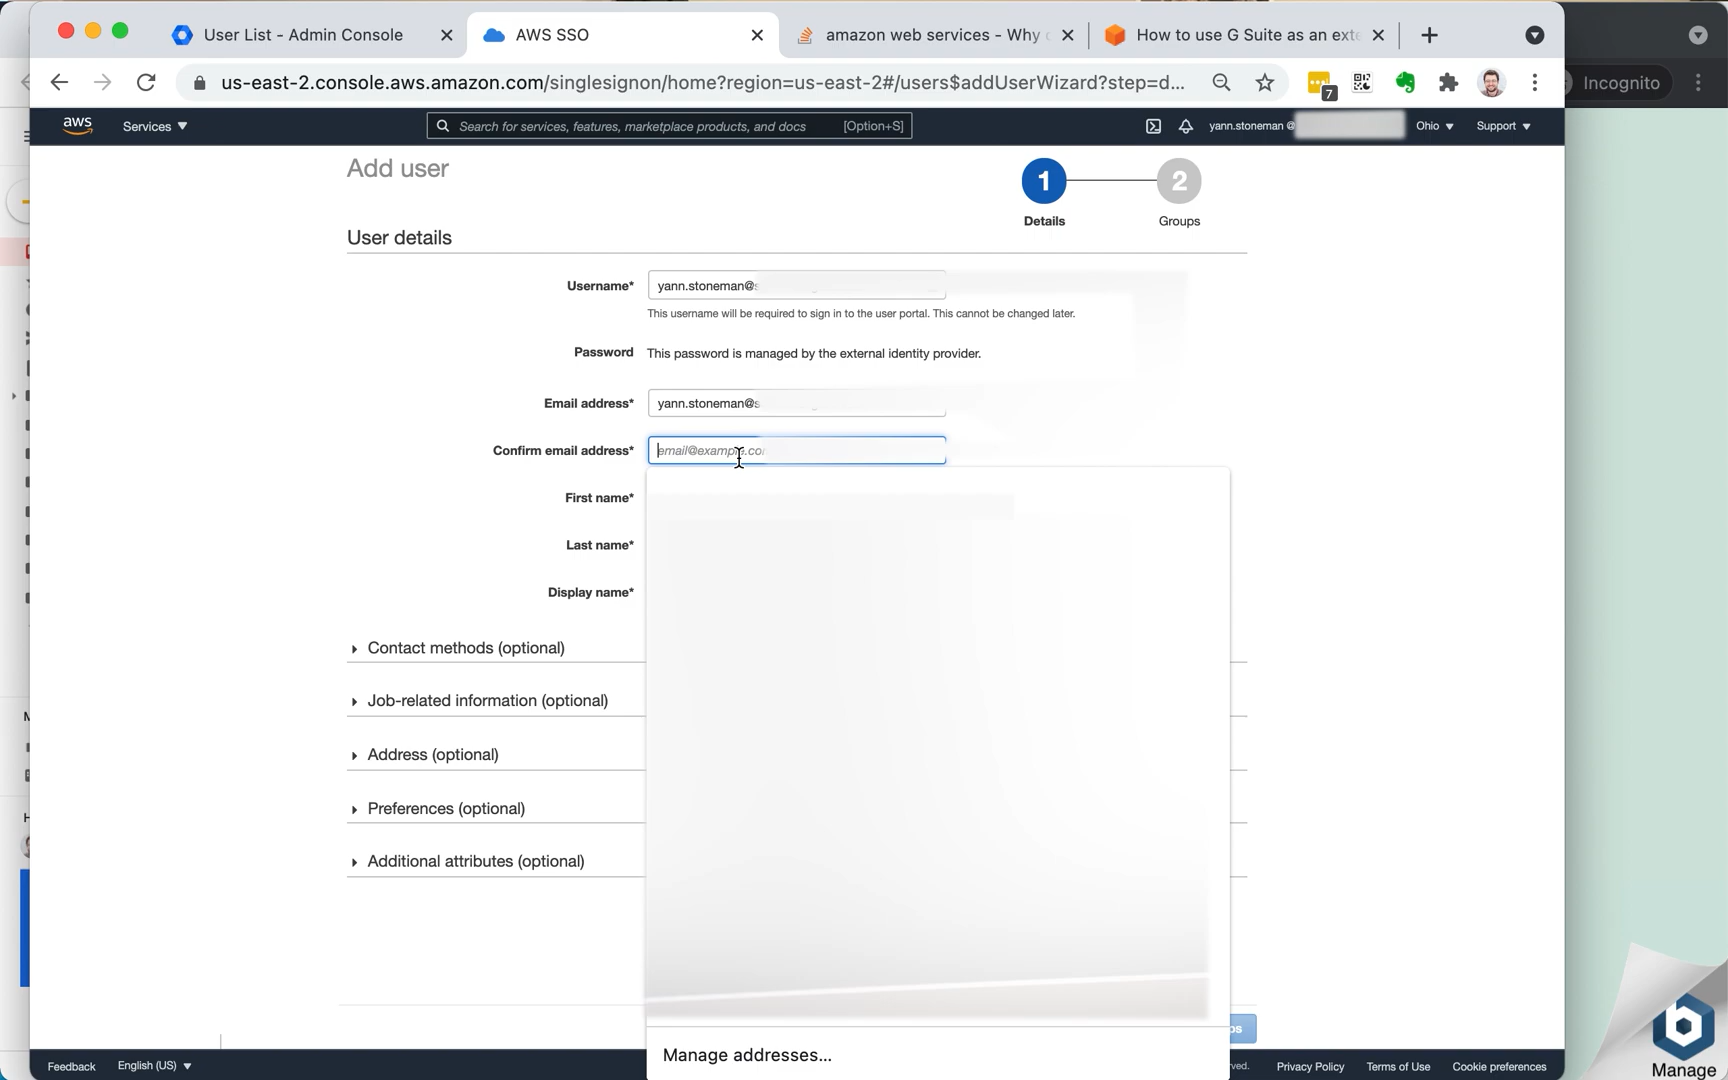 User List - Admin Console
AWS SSO
amazon web services - Why
How to use G Suite as an exte
us-east-2.console.aws.amazon.com/singlesignon/home?region=us-east-2#/users$addUserWizard?step=d...
7
Incognito
aws
Services
Search for services, features, marketplace products, and docs
[Option+S]
yann.stoneman @
Ohio
Support
Add user
1
2
Details
Groups
User details
Username*
yann.stoneman@s
This username will be required to sign in to the user portal. This cannot be changed later.
Password
This password is managed by the external identity provider.
Email address*
yann.stoneman@s
Confirm email address*
email@example.co
First name*
Last name*
Display name*
Contact methods (optional)
Job-related information (optional)
Address (optional)
Preferences (optional)
Additional attributes (optional)
Manage addresses...
Feedback
English (US)
Privacy Policy
Terms of Use
Cookie preferences
Manage